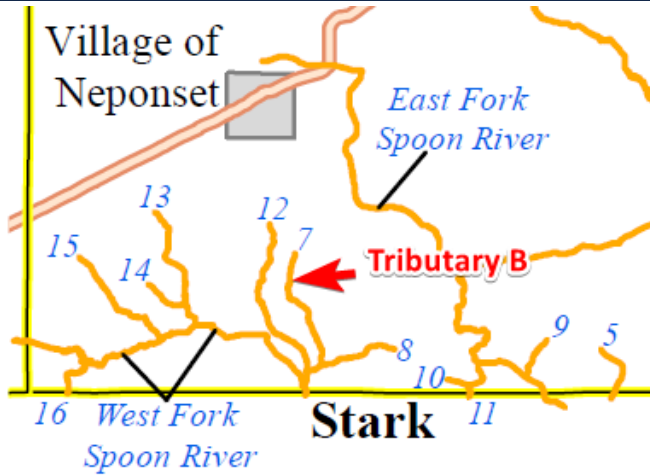 Village of
Neponset
East Fork
Spoon River
13
12
7
15
14
Tributary B
8
9
5
10
11
16
West Fork
Spoon River
Stark